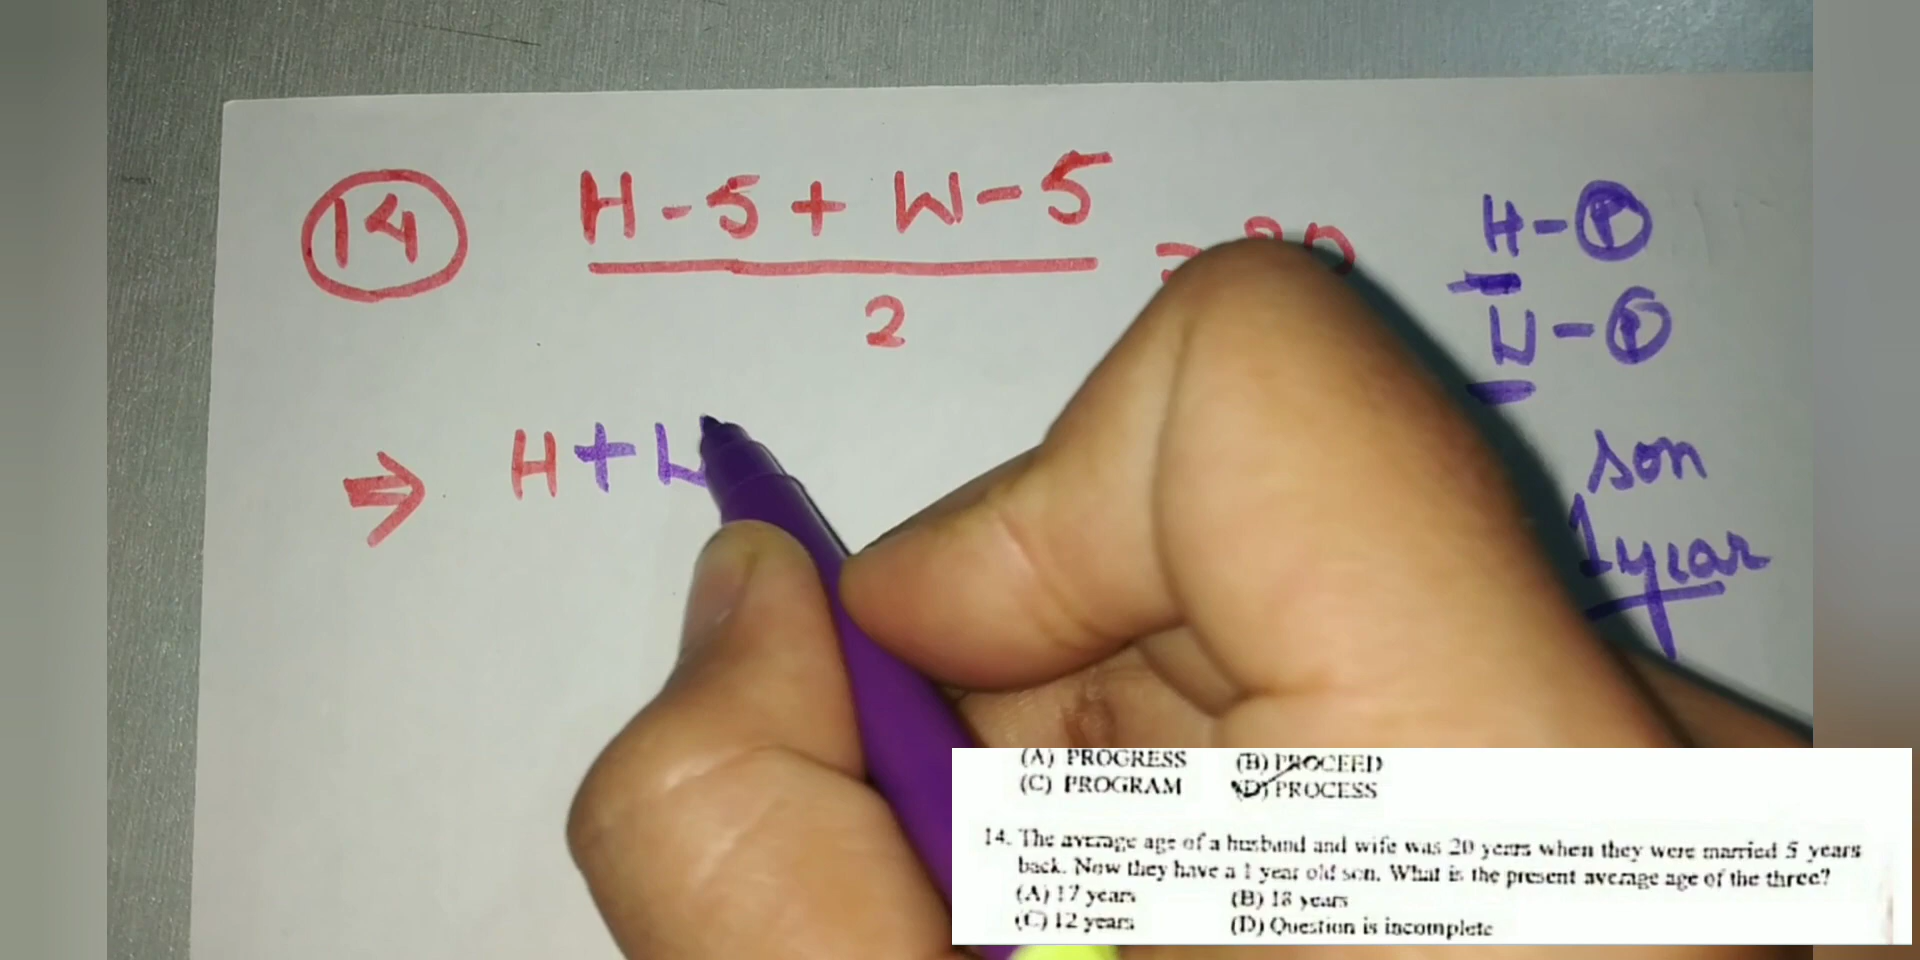 14
H - 5 + W - 5
2
=
H + W
H - P
W - P
son
1 year
(A) PROGRESS (B) PROCEED
(C) PROGRAM (D) PROCESS
14. The average age of a husband and wife was 20 years when they were married 5 years
back. Now they have a 1 year old son. What is the present average age of the three?
(A) 17 years (B) 18 years
(C) 12 years (D) Question is incomplete